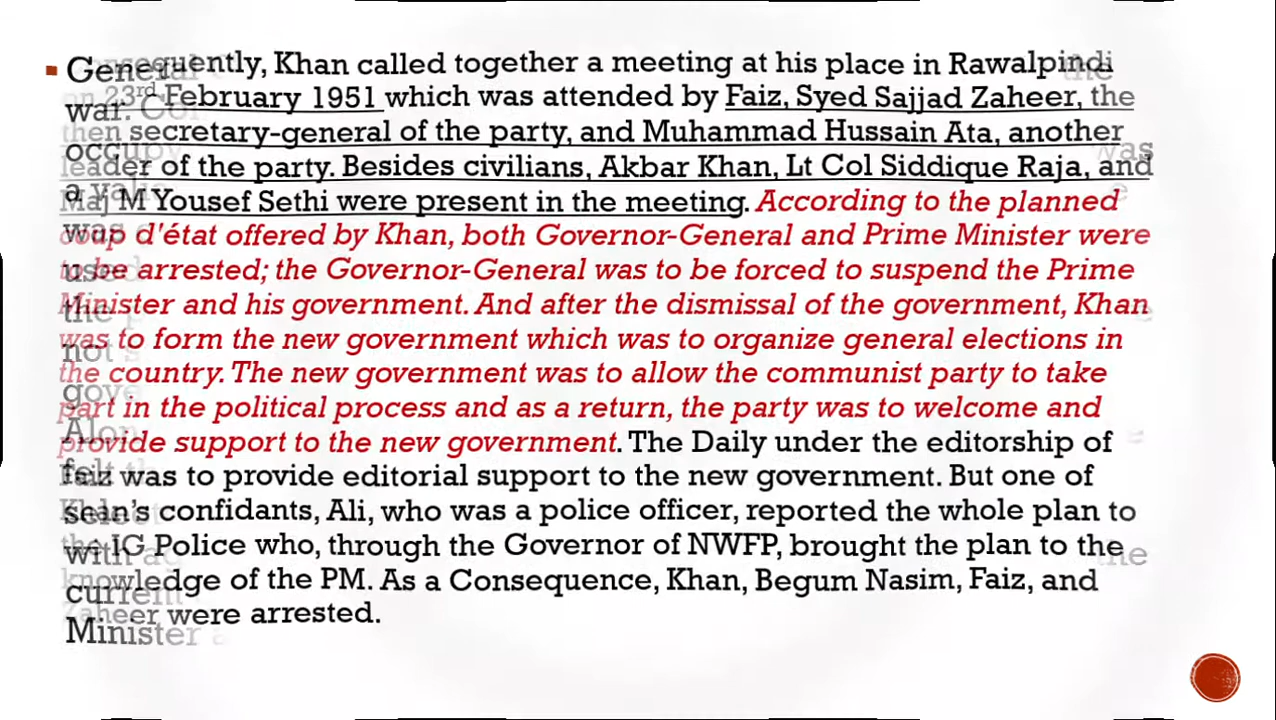 Consequently, Khan called together a meeting at his place in Rawalpindi
on 23rd February 1951 which was attended by Faiz, Syed Sajjad Zaheer, the
then secretary-general of the party, and Muhammad Hussain Ata, another
leader of the party. Besides civilians, Akbar Khan, Lt Col Siddique Raja, and
Maj M Yousef Sethi were present in the meeting. According to the planned
coup d'état offered by Khan, both Governor-General and Prime Minister were
to be arrested; the Governor-General was to be forced to suspend the Prime
Minister and his government. And after the dismissal of the government, Khan
was to form the new government which was to organize general elections in
the country. The new government was to allow the communist party to take
part in the political process and as a return, the party was to welcome and
provide support to the new government. The Daily under the editorship of
Faiz was to provide editorial support to the new government. But one of
confidants, Ali, who was a police officer, reported the whole plan to
the IG Police who, through the Governor of NWFP, brought the plan to the
knowledge of the PM. As a Consequence, Khan, Begum Nasim, Faiz, and
Zaheer were arrested.